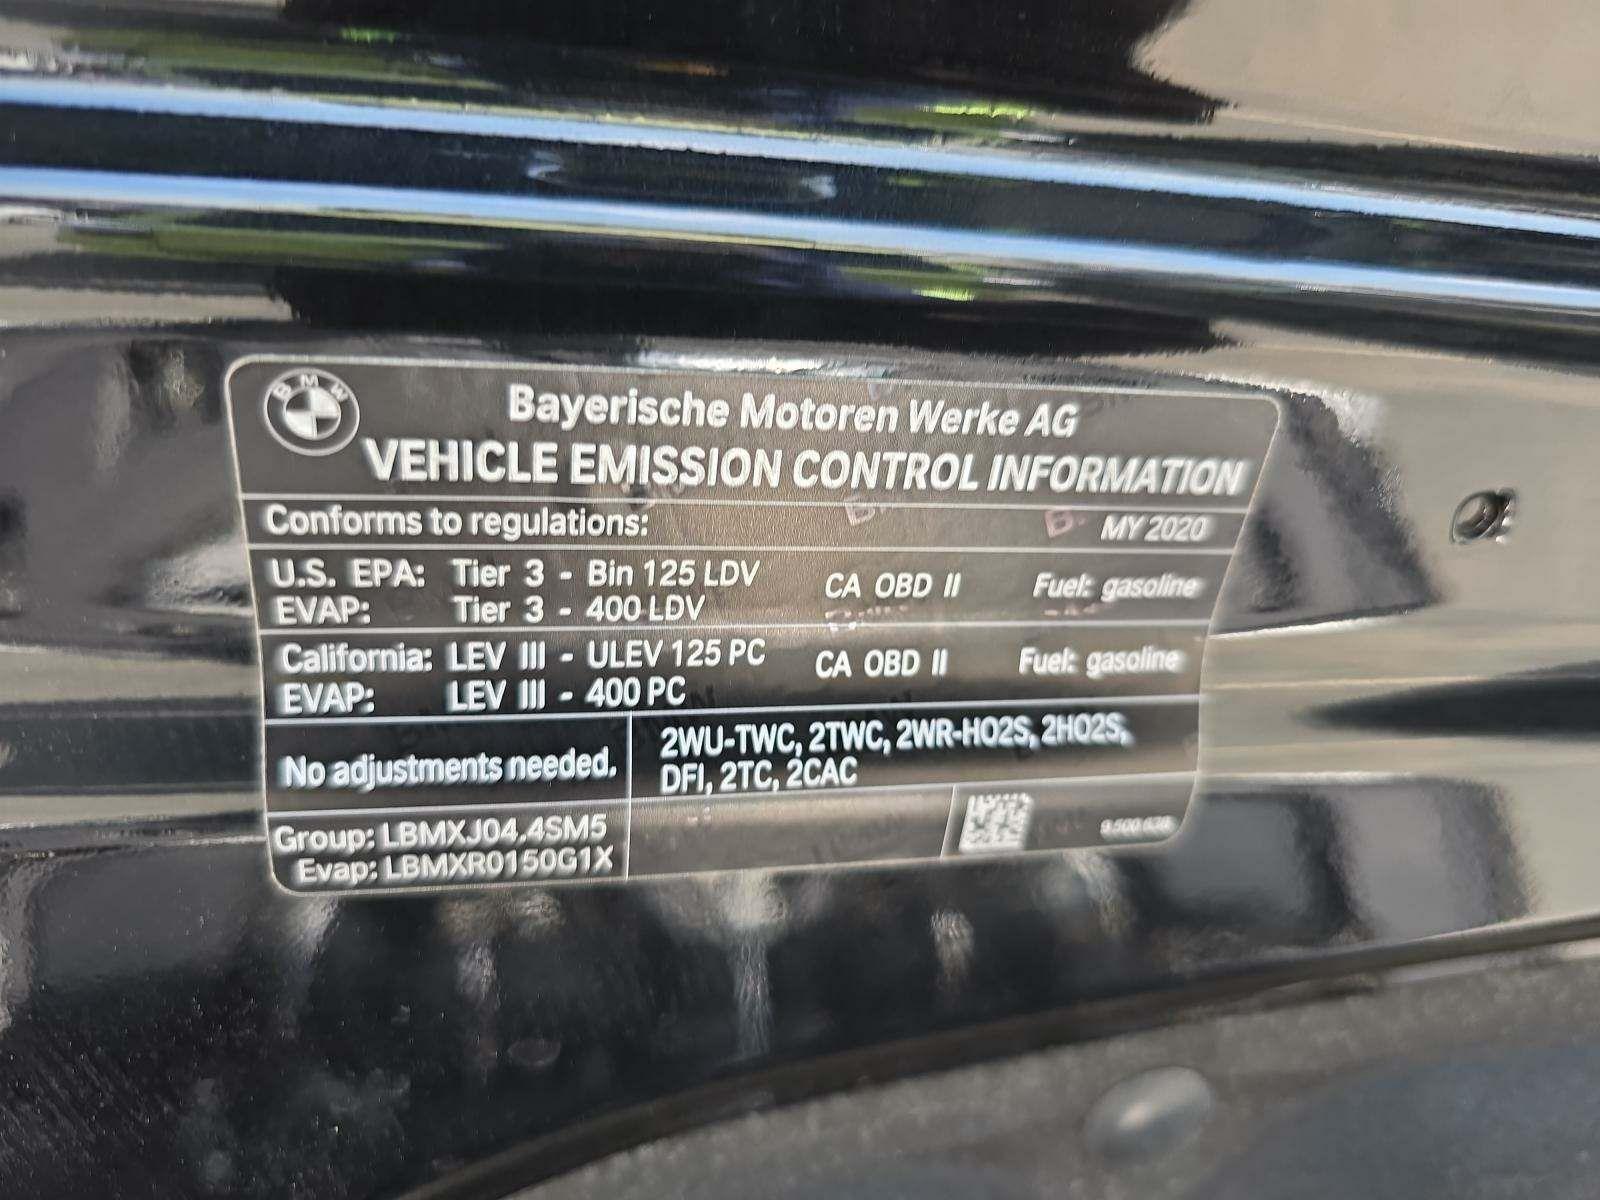 BMW
Bayerische Motoren Werke AG
VEHICLE EMISSION CONTROL INFORMATION
Conforms to regulations: MY 2020
U.S. EPA: Tier 3 - Bin 125 LDV CA OBD II Fuel: gasoline
EVAP: Tier 3 - 400 LDV
California: LEV III - ULEV 125 PC CA OBD II Fuel: gasoline
EVAP: LEV III - 400 PC
No adjustments needed.
2WU-TWC, 2TWC, 2WR-HO2S, 2HO2S,
DFI, 2TC, 2CAC
Group: LBMXJ04.4SM5
Evap: LBMXR0150G1X